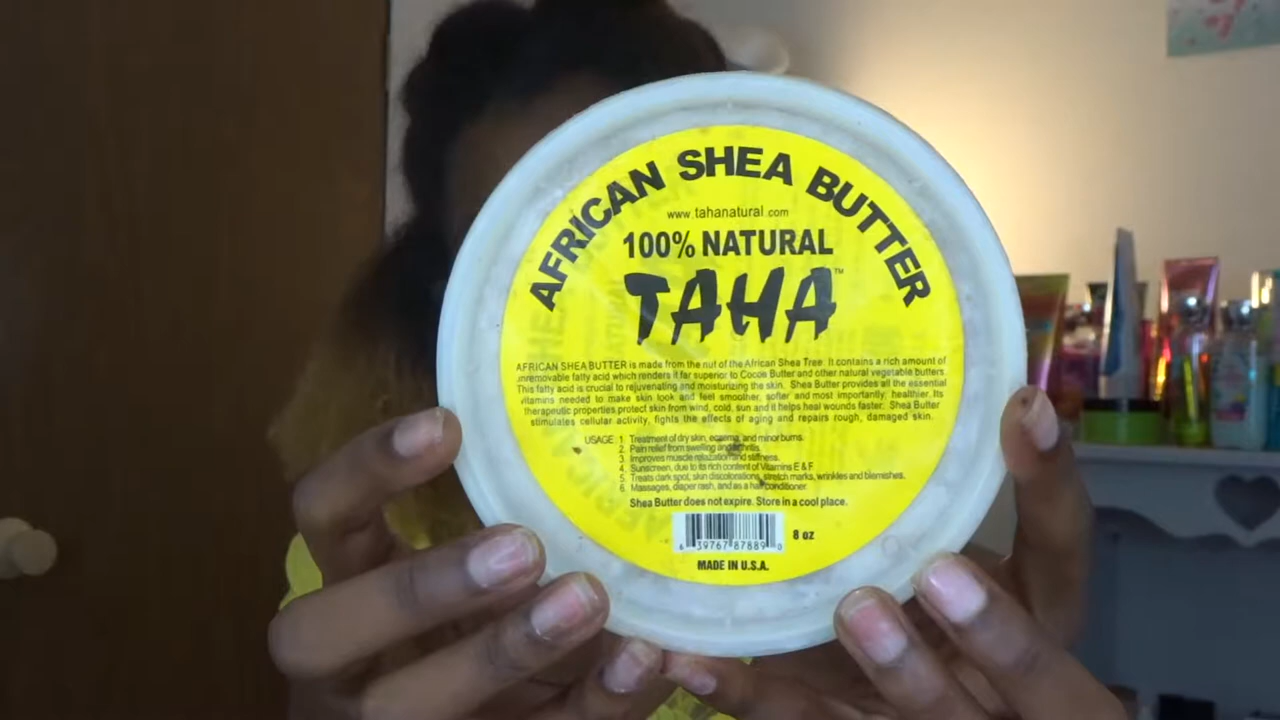 AFRICAN SHEA BUTTER
www.tahanatural.com
100% NATURAL
TAHA™
AFRICAN SHEA BUTTER is made from the nut of the African Shea Tree. It contains a rich amount of
unremovable fatty acid which renders it far superior to Cocoa Butter and other natural vegetable butters.
This fatty acid is crucial to rejuvenating and moisturizing the skin. Shea Butter provides all the essential
vitamins needed to make skin look and feel smoother, softer and most importantly, healthier. Its
therapeutic properties protect skin from wind, cold, sun and it helps heal wounds faster. Shea Butter
stimulates cellular activity, fights the effects of aging and repairs rough, damaged skin.
USAGE 1. Treatment of dry skin, eczema, and minor burns.
2. Pain relief from swelling and arthritis.
3. Improves muscle relaxation and stiffness.
4. Sunscreen, due to its rich content of Vitamins E & F.
5. Treats dark spot, skin discolorations, stretch marks, wrinkles and blemishes.
6. Massages, diaper rash, and as a hair conditioner.
Shea Butter does not expire. Store in a cool place.
6 39767 87889 0
8 oz
MADE IN U.S.A.